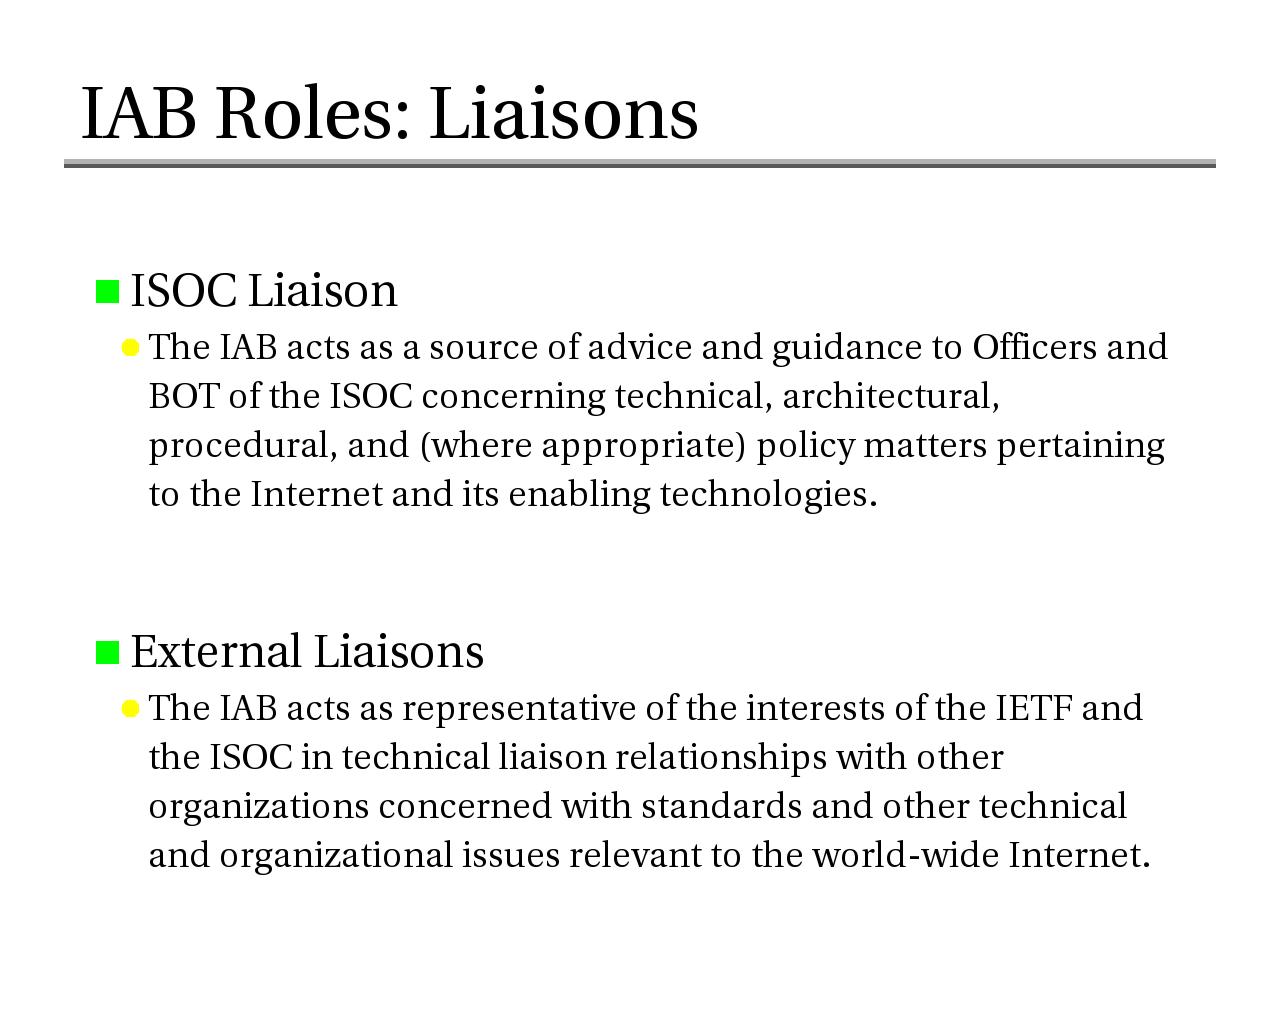 IAB Roles: Liaisons
ISOC Liaison
The IAB acts as a source of advice and guidance to Officers and
BOT of the ISOC concerning technical, architectural,
procedural, and (where appropriate) policy matters pertaining
to the Internet and its enabling technologies.
External Liaisons
The IAB acts as representative of the interests of the IETF and
the ISOC in technical liaison relationships with other
organizations concerned with standards and other technical
and organizational issues relevant to the world-wide Internet.